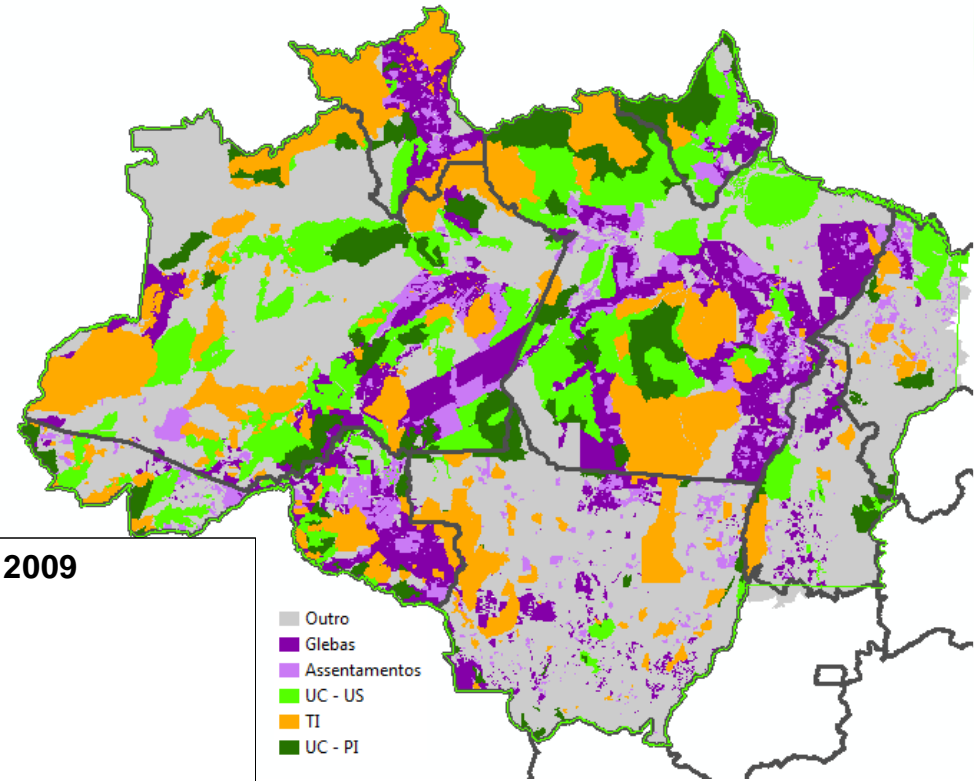 2009
Outro
Glebas
Assentamentos
UC - US
TI
UC - PI